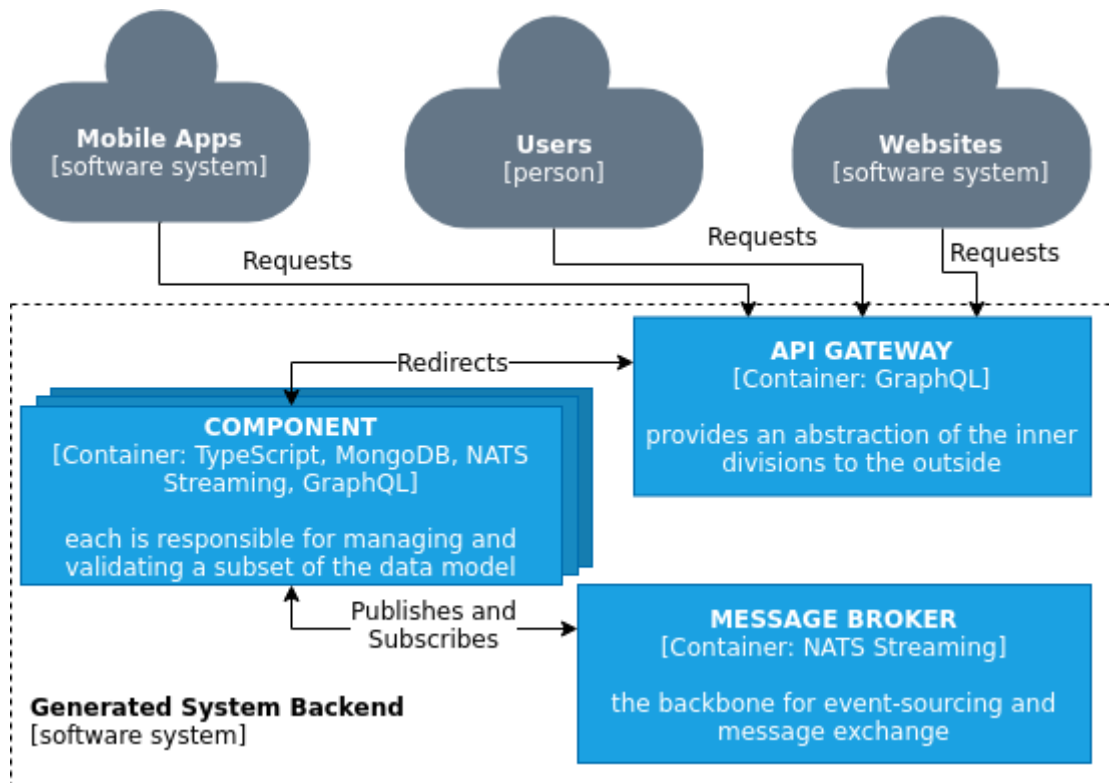 Mobile Apps
[software system]
Users
[person]
Websites
[software system]
Requests
Requests
Requests
Redirects
API GATEWAY
[Container: GraphQL]
provides an abstraction of the inner
divisions to the outside
COMPONENT
[Container: TypeScript, MongoDB, NATS
Streaming, GraphQL]
each is responsible for managing and
validating a subset of the data model
Publishes and
Subscribes
MESSAGE BROKER
[Container: NATS Streaming]
the backbone for event-sourcing and
message exchange
Generated System Backend
[software system]